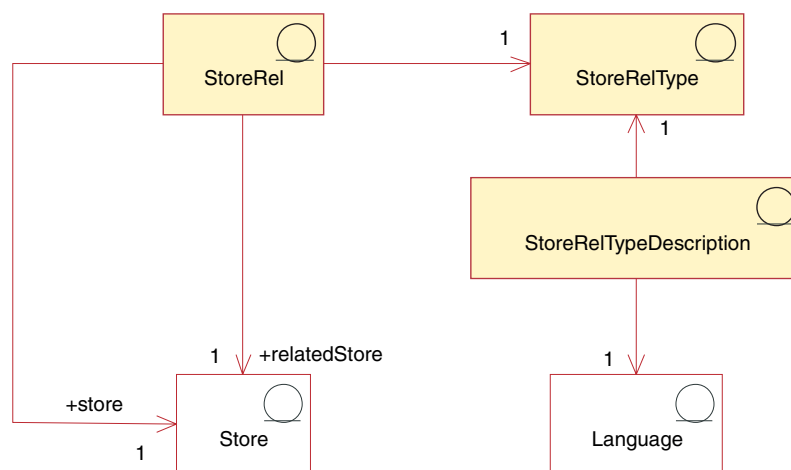 1
StoreRel
StoreRelType
1
StoreRelTypeDescription
1
+relatedStore
1
+store
Store
Language
1